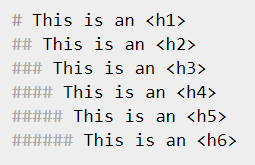 # This is an <h1>
## This is an <h2>
### This is an <h3>
#### This is an <h4>
##### This is an <h5>
###### This is an <h6>